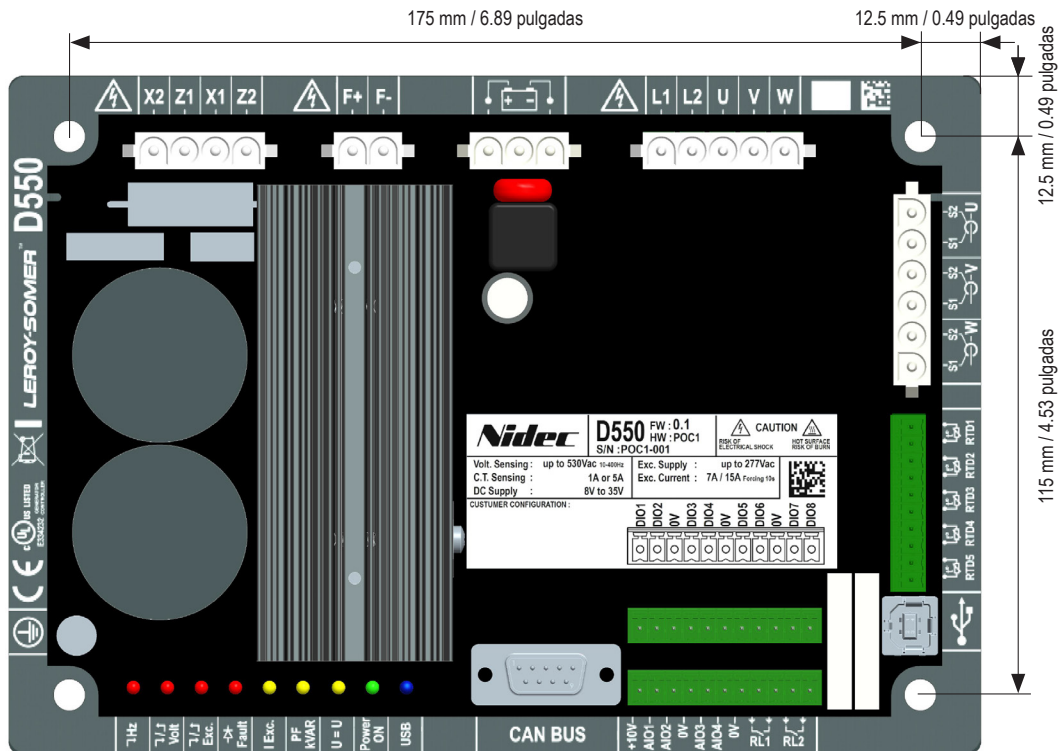 175 mm / 6.89 pulgadas
12.5 mm / 0.49 pulgadas
12.5 mm / 0.49 pulgadas
115 mm / 4.53 pulgadas
X2 Z1 X1 Z2
F+ F-
+ -
L1 L2 U V W
LEROY-SOMER™ D550
c UL US LISTED
E334232
CE
S2 S1 U
S2 S1 V
S2 S1 W
RTD1
RTD2
RTD3
RTD4
RTD5
Nidec
D550 FW : 0.1
HW : POC1
S/N : POC1-001
CAUTION
RISK OF ELECTRICAL SHOCK
HOT SURFACE RISK OF BURN
Volt. Sensing : up to 530Vac 10-400Hz
C.T. Sensing : 1A or 5A
DC Supply : 8V to 35V
Exc. Supply : up to 277Vac
Exc. Current : 7A / 15A Forcing 10s
CUSTUMER CONFIGURATION :
DIO1 DIO2 0V DIO3 DIO4 0V DIO5 DIO6 0V DIO7 DIO8
Hz
Volt
Exc.
Fault
I Exc.
PF kVAR
U = U
Power ON
USB
CAN BUS
+10V AIO1 AIO2 0V AIO3 AIO4 0V RL1 RL2